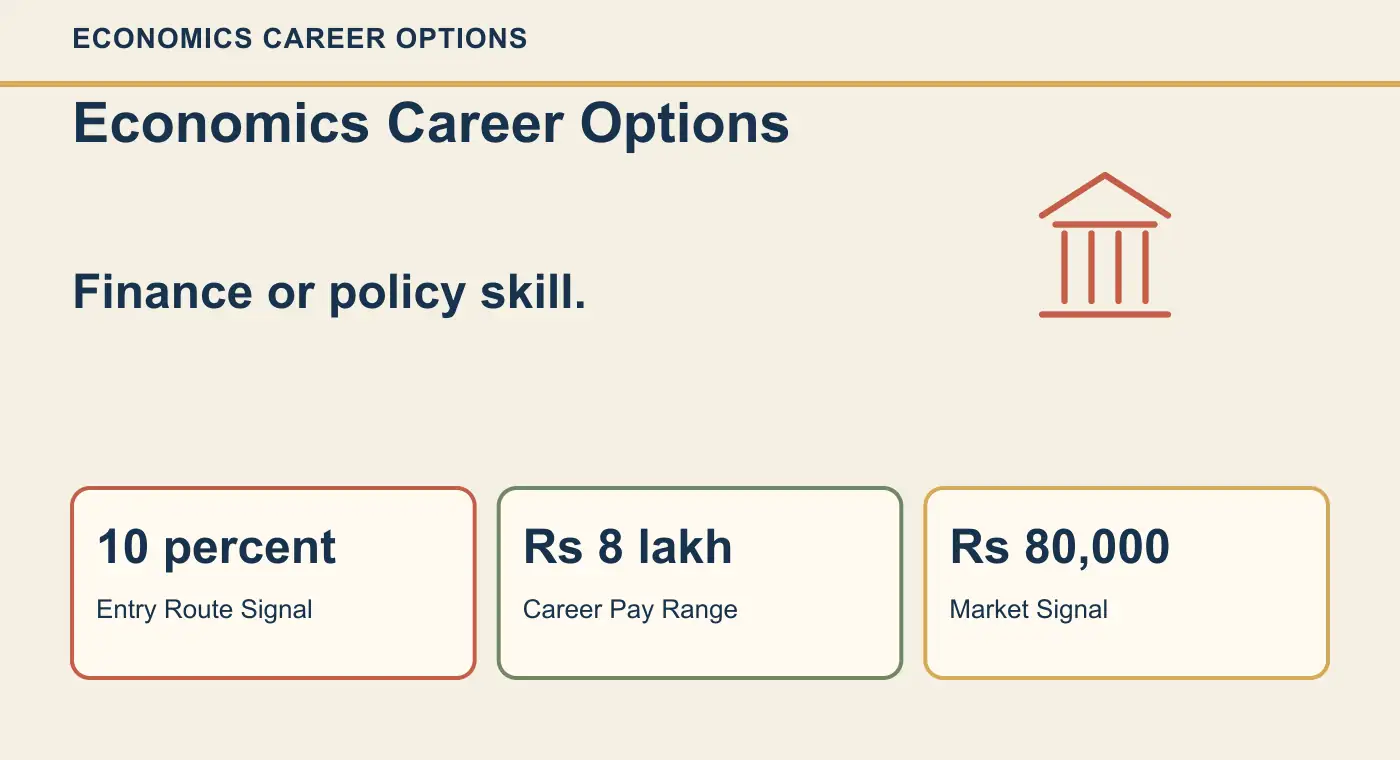 ECONOMICS CAREER OPTIONS
Economics Career Options
Finance or policy skill.
10 percent
Entry Route Signal
Rs 8 lakh
Career Pay Range
Rs 80,000
Market Signal